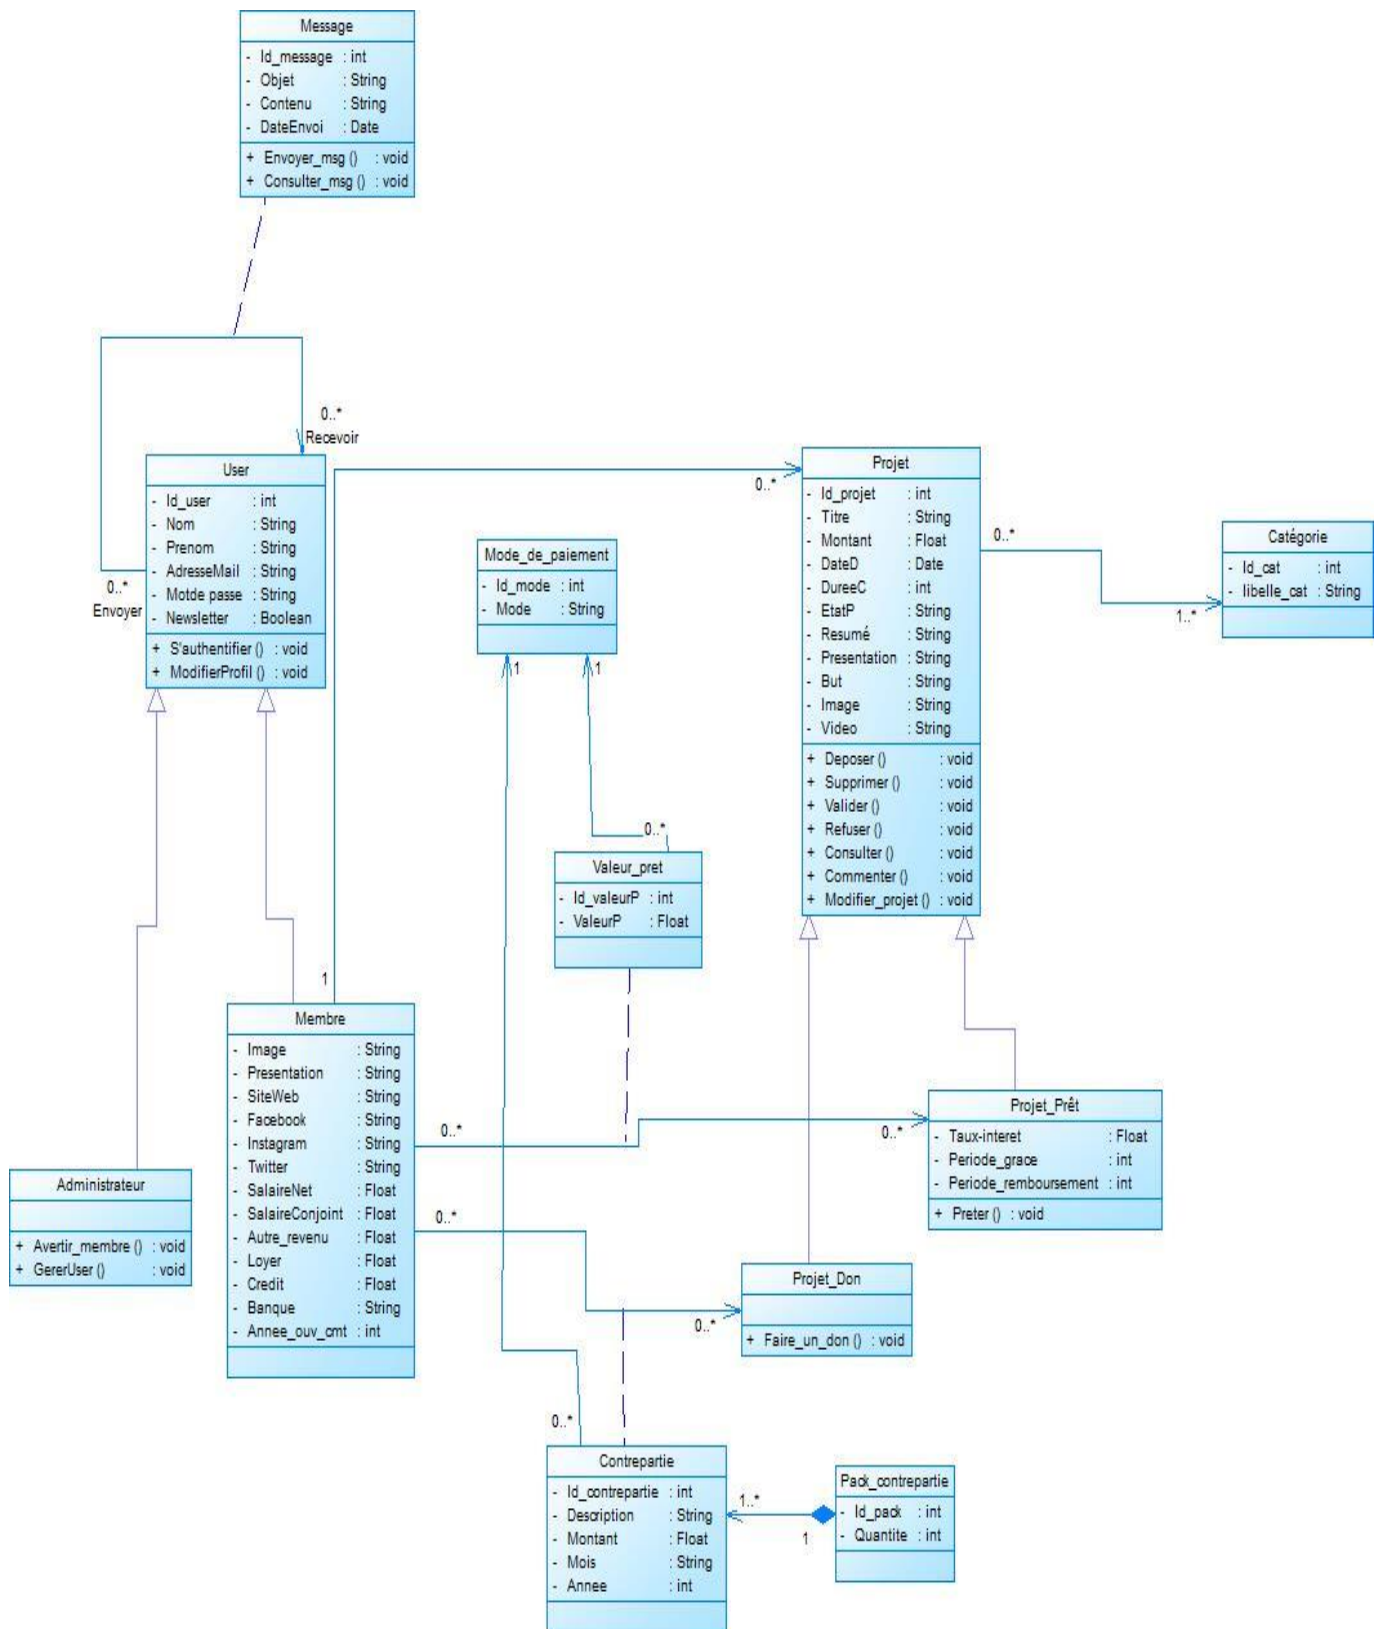 Message
- Id_message : int
- Objet : String
- Contenu : String
- DateEnvoi : Date
+ Envoyer_msg () : void
+ Consulter_msg () : void
0..*
Recevoir
User
- Id_user : int
- Nom : String
- Prenom : String
- AdresseMail : String
- Motde passe : String
- Newsletter : Boolean
+ S'authentifier () : void
+ ModifierProfil () : void
0..*
Envoyer
0..*
Projet
- Id_projet : int
- Titre : String
- Montant : Float
- DateD : Date
- DureeC : int
- EtatP : String
- Resumé : String
- Presentation : String
- But : String
- Image : String
- Video : String
+ Deposer () : void
+ Supprimer () : void
+ Valider () : void
+ Refuser () : void
+ Consulter () : void
+ Commenter () : void
+ Modifier_projet () : void
0..*
1..*
Catégorie
- Id_cat : int
- libelle_cat : String
Mode_de_paiement
- Id_mode : int
- Mode : String
1
1
0..*
Valeur_pret
- Id_valeurP : int
- ValeurP : Float
1
Membre
- Image : String
- Presentation : String
- SiteWeb : String
- Facebook : String
- Instagram : String
- Twitter : String
- SalaireNet : Float
- SalaireConjoint : Float
- Autre_revenu : Float
- Loyer : Float
- Credit : Float
- Banque : String
- Annee_ouv_cmt : int
0..*
0..*
0..*
0..*
Projet_Prêt
- Taux-interet : Float
- Periode_grace : int
- Periode_remboursement : int
+ Preter () : void
Administrateur
+ Avertir_membre () : void
+ GererUser () : void
Projet_Don
+ Faire_un_don () : void
0..*
Contrepartie
- Id_contrepartie : int
- Description : String
- Montant : Float
- Mois : String
- Annee : int
1..*
1
Pack_contrepartie
- Id_pack : int
- Quantite : int